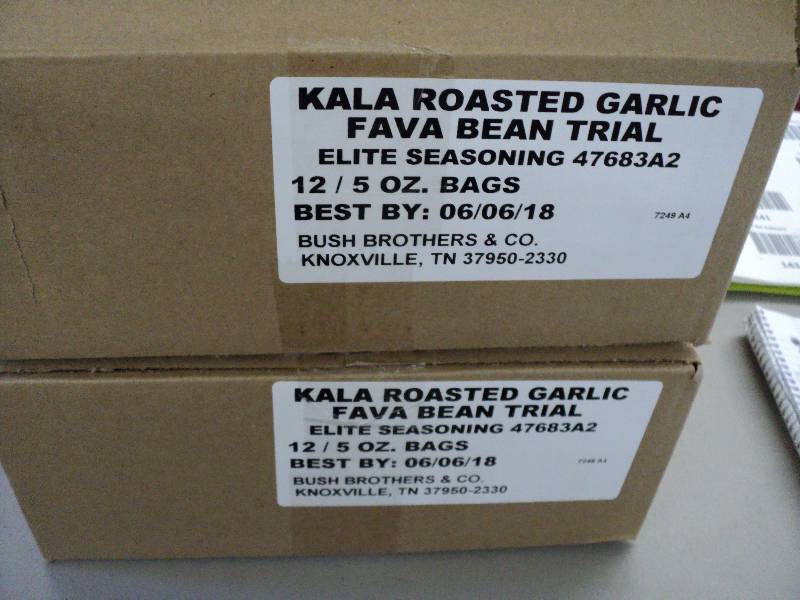 KALA ROASTED GARLIC
FAVA BEAN TRIAL
ELITE SEASONING 47683A2
12 / 5 OZ. BAGS
BEST BY: 06/06/18
7249 A4
BUSH BROTHERS & CO.
KNOXVILLE, TN 37950-2330
KALA ROASTED GARLIC
FAVA BEAN TRIAL
ELITE SEASONING 47683A2
12 / 5 OZ. BAGS
BEST BY: 06/06/18
BUSH BROTHERS & CO.
KNOXVILLE, TN 37950-2330